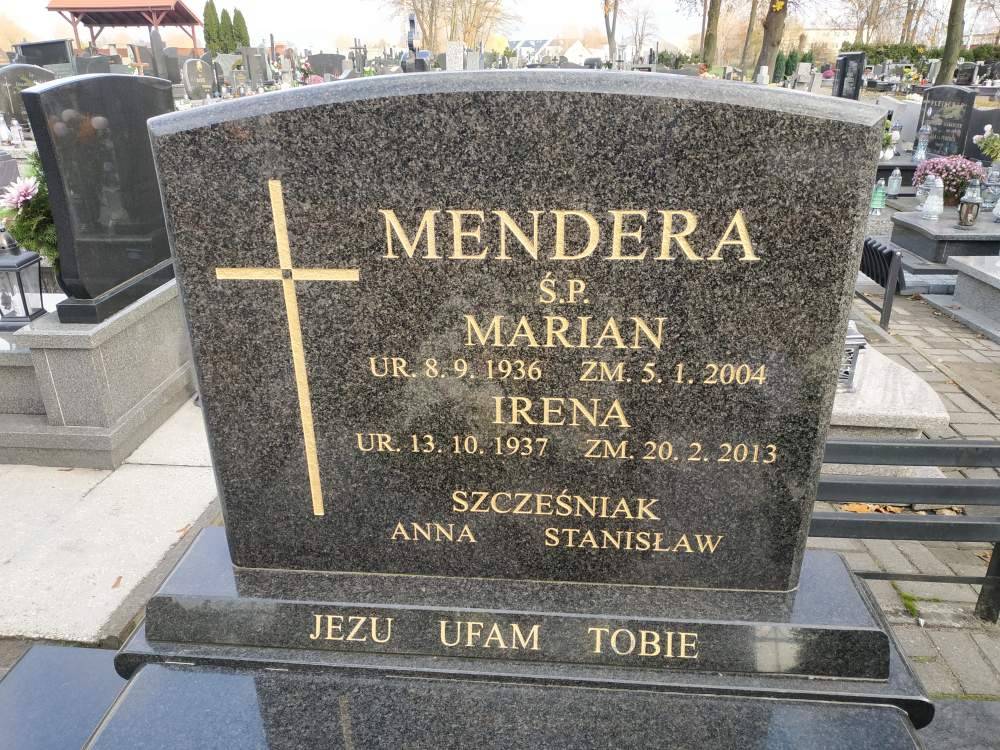 MENDERA
Ś.P.
MARIAN
UR. 8. 9. 1936 ZM. 5. 1. 2004
IRENA
UR. 13. 10. 1937 ZM. 20. 2. 2013
SZCZEŚNIAK
ANNA STANISŁAW
JEZU UFAM TOBIE